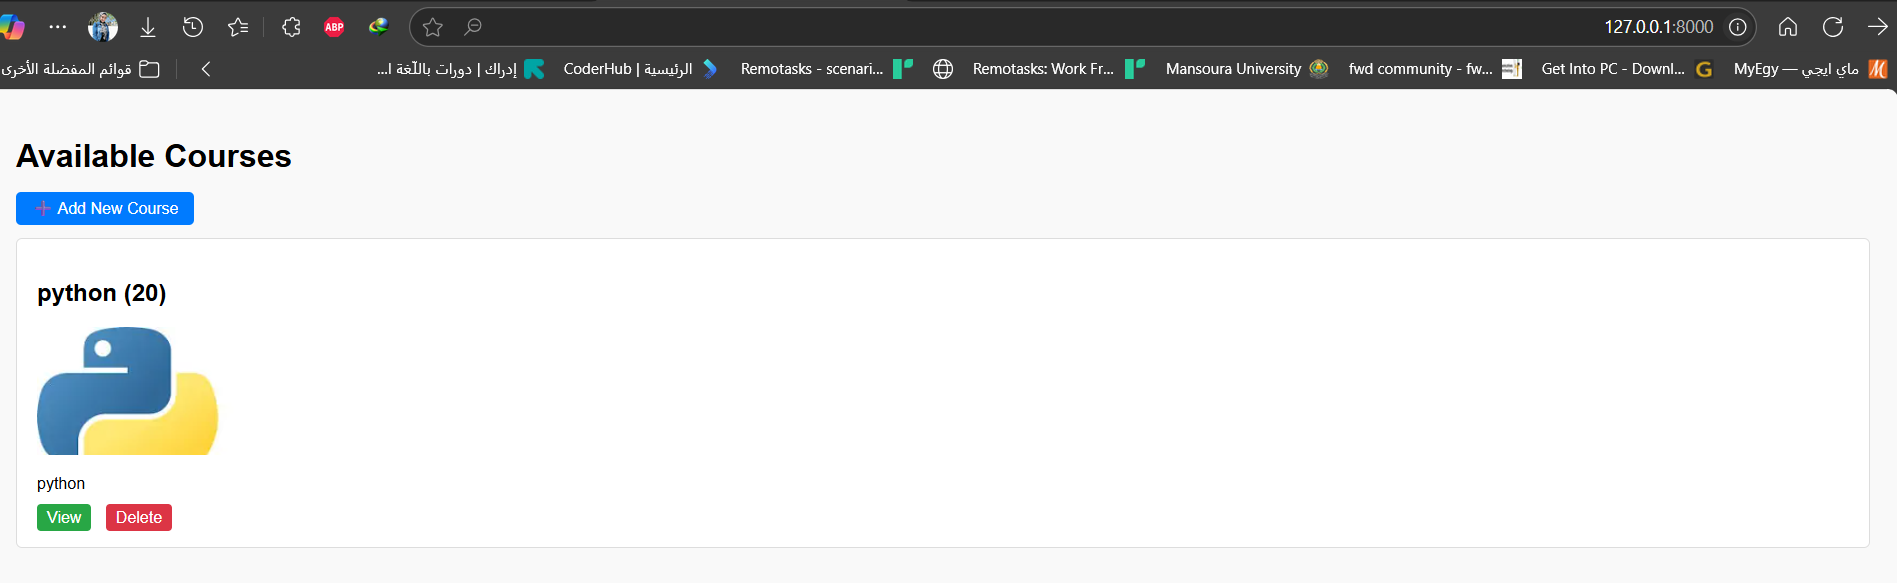 ABP
127.0.0.1:8000
قوائم المفضلة الأخرى
إدراك | دورات باللّغة ا...
الرئيسية | CoderHub
Remotasks - scenari...
Remotasks: Work Fr...
Mansoura University
fwd community - fw...
Get Into PC - Downl...
G
ماي ايجي — MyEgy
Available Courses
Add New Course
python (20)
python
View
Delete